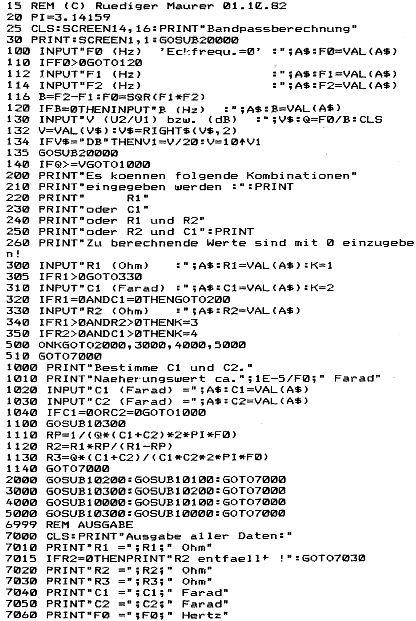 15 REM (C) Ruediger Maurer 01.10.82
20 PI=3.14159
25 CLS:SCREEN14,16:PRINT"Bandpassberechnung"
30 PRINT:SCREEN1,1:GOSUB20000
100 INPUT"F0 (Hz)  'Eckfrequ.=0' :";A$:F0=VAL(A$)
110 IFF0>0GOTO120
112 INPUT"F1 (Hz)                :";A$:F1=VAL(A$)
114 INPUT"F2 (Hz)                :";A$:F2=VAL(A$)
116 B=F2-F1:F0=SQR(F1*F2)
120 IFB=0THENINPUT"B (Hz)   :";A$:B=VAL(A$)
130 INPUT"V (U2/U1) bzw. (dB)  :";V$:Q=F0/B:CLS
132 V=VAL(V$):V$=RIGHT$(V$,2)
134 IFV$="DB"THENV1=V/20:V=10↑V1
135 GOSUB20000
140 IFQ>=VGOTO1000
200 PRINT"Es koennen folgende Kombinationen"
210 PRINT"eingegeben werden :":PRINT
220 PRINT"     R1"
230 PRINT"oder C1"
240 PRINT"oder R1 und R2"
250 PRINT"oder R2 und C1":PRINT
260 PRINT"Zu berechnende Werte sind mit 0 einzugebe
n!
300 INPUT"R1 (Ohm)   :";A$:R1=VAL(A$):K=1
305 IFR1>0GOTO330
310 INPUT"C1 (Farad) :";A$:C1=VAL(A$):K=2
320 IFR1=0ANDC1=0THENGOTO200
330 INPUT"R2 (Ohm)   :";A$:R2=VAL(A$)
340 IFR1>0ANDR2>0THENK=3
350 IFR2>0ANDC1>0THENK=4
500 ONKGOTO2000,3000,4000,5000
510 GOTO7000
1000 PRINT"Bestimme C1 und C2."
1010 PRINT"Naeherungswert ca.";1E-5/F0;" Farad"
1020 INPUT"C1 (Farad) =";A$:C1=VAL(A$)
1030 INPUT"C2 (Farad) =";A$:C2=VAL(A$)
1040 IFC1=0ORC2=0GOTO1000
1100 GOSUB10300
1110 RP=1/(Q*(C1+C2)*2*PI*F0)
1120 R2=R1*RP/(R1-RP)
1130 R3=Q*(C1+C2)/(C1*C2*2*PI*F0)
1140 GOTO7000
2000 GOSUB10200:GOSUB10100:GOTO7000
3000 GOSUB10300:GOSUB10200:GOTO7000
4000 GOSUB10000:GOSUB10100:GOTO7000
5000 GOSUB10300:GOSUB10000:GOTO7000
6999 REM AUSGABE
7000 CLS:PRINT"Ausgabe aller Daten:"
7010 PRINT"R1 =";R1;" Ohm"
7015 IFR2=0THENPRINT"R2 entfaellt !":GOTO7030
7020 PRINT"R2 =";R2;" Ohm"
7030 PRINT"R3 =";R3;" Ohm"
7040 PRINT"C1 =";C1;" Farad"
7050 PRINT"C2 =";C2;" Farad"
7060 PRINT"F0 =";F0;" Hertz"